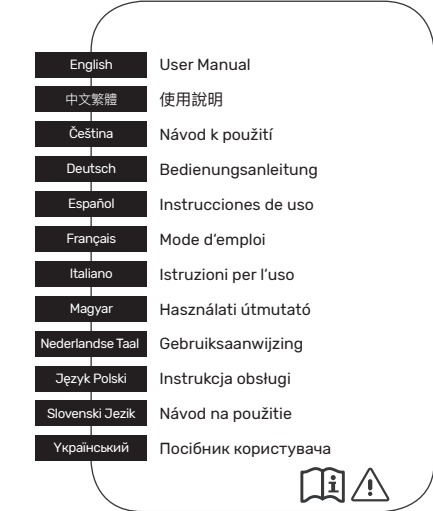 English User Manual
中文繁體 使用說明
Čeština Návod k použití
Deutsch Bedienungsanleitung
Español Instrucciones de uso
Français Mode d'emploi
Italiano Istruzioni per l'uso
Magyar Használati útmutató
Nederlandse Taal Gebruiksaanwijzing
Język Polski Instrukcja obsługi
Slovenski Jezik Návod na použitie
Український Посібник користувача